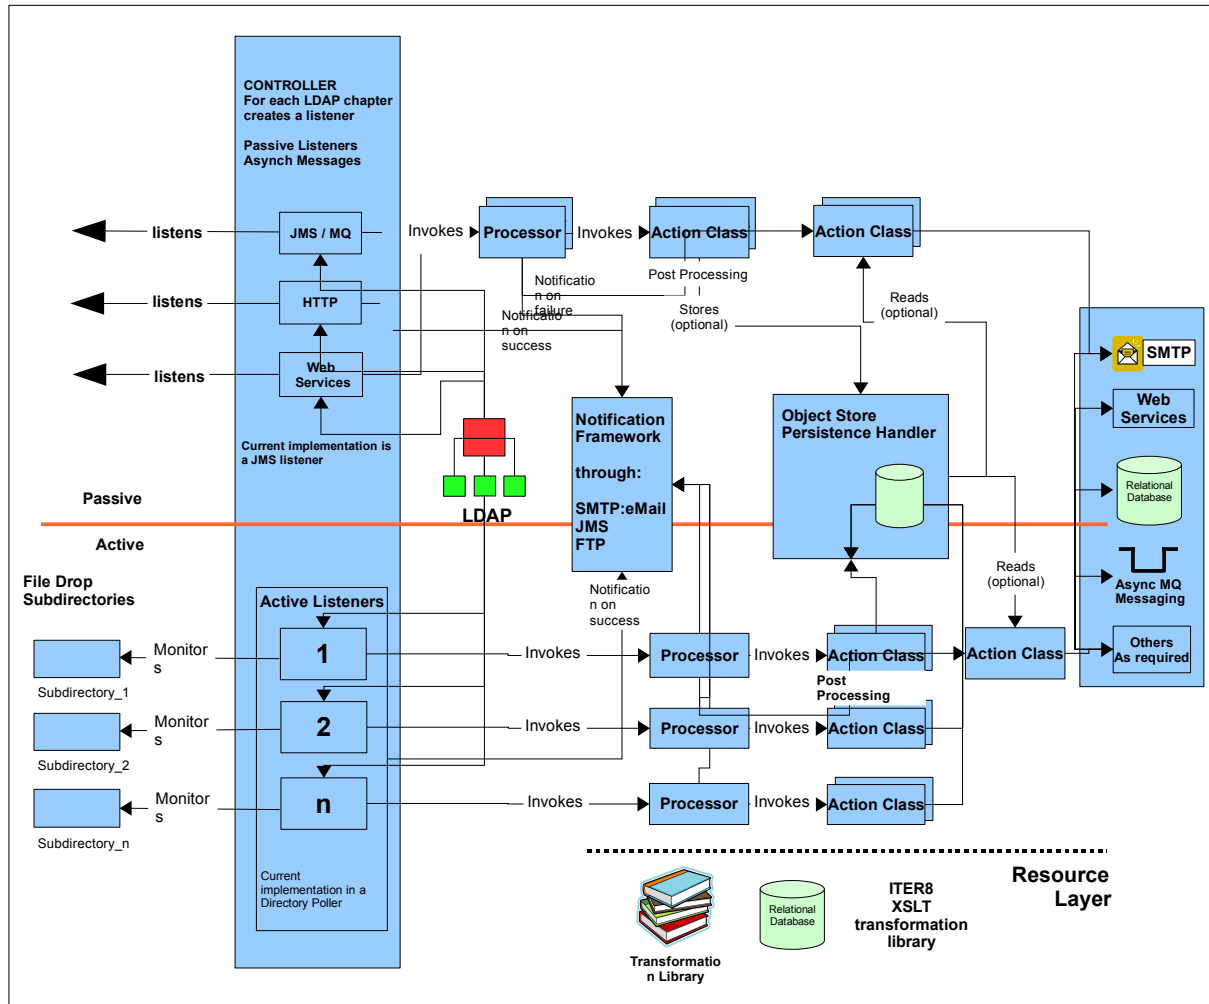 CONTROLLER
For each LDAP chapter
creates a listener
Passive Listeners
Asynch Messages
listens
JMS / MQ
Invokes
Processor
Invokes
Action Class
Action Class
Post Processing
Notificatio
n on
failure
Stores
(optional)
Reads
(optional)
listens
HTTP
Notificatio
n on
success
listens
Web
Services
SMTP
Web
Services
Relational
Database
Async MQ
Messaging
Others
As required
Current implementation is
a JMS listener
LDAP
Notification
Framework
through:
SMTP:eMail
JMS
FTP
Object Store
Persistence Handler
Passive
Active
File Drop
Subdirectories
Active Listeners
Notificatio
n on
success
Reads
(optional)
Monitor
s
1
Invokes
Processor
Invokes
Action Class
Action Class
Subdirectory_1
Post
Processing
Monitor
s
2
Invokes
Processor
Invokes
Action Class
Subdirectory_2
Monitor
s
n
Invokes
Processor
Invokes
Action Class
Subdirectory_n
Current
implementation in a
Directory Poller
Transformatio
n Library
Relational
Database
ITER8
XSLT
transformation
library
Resource
Layer